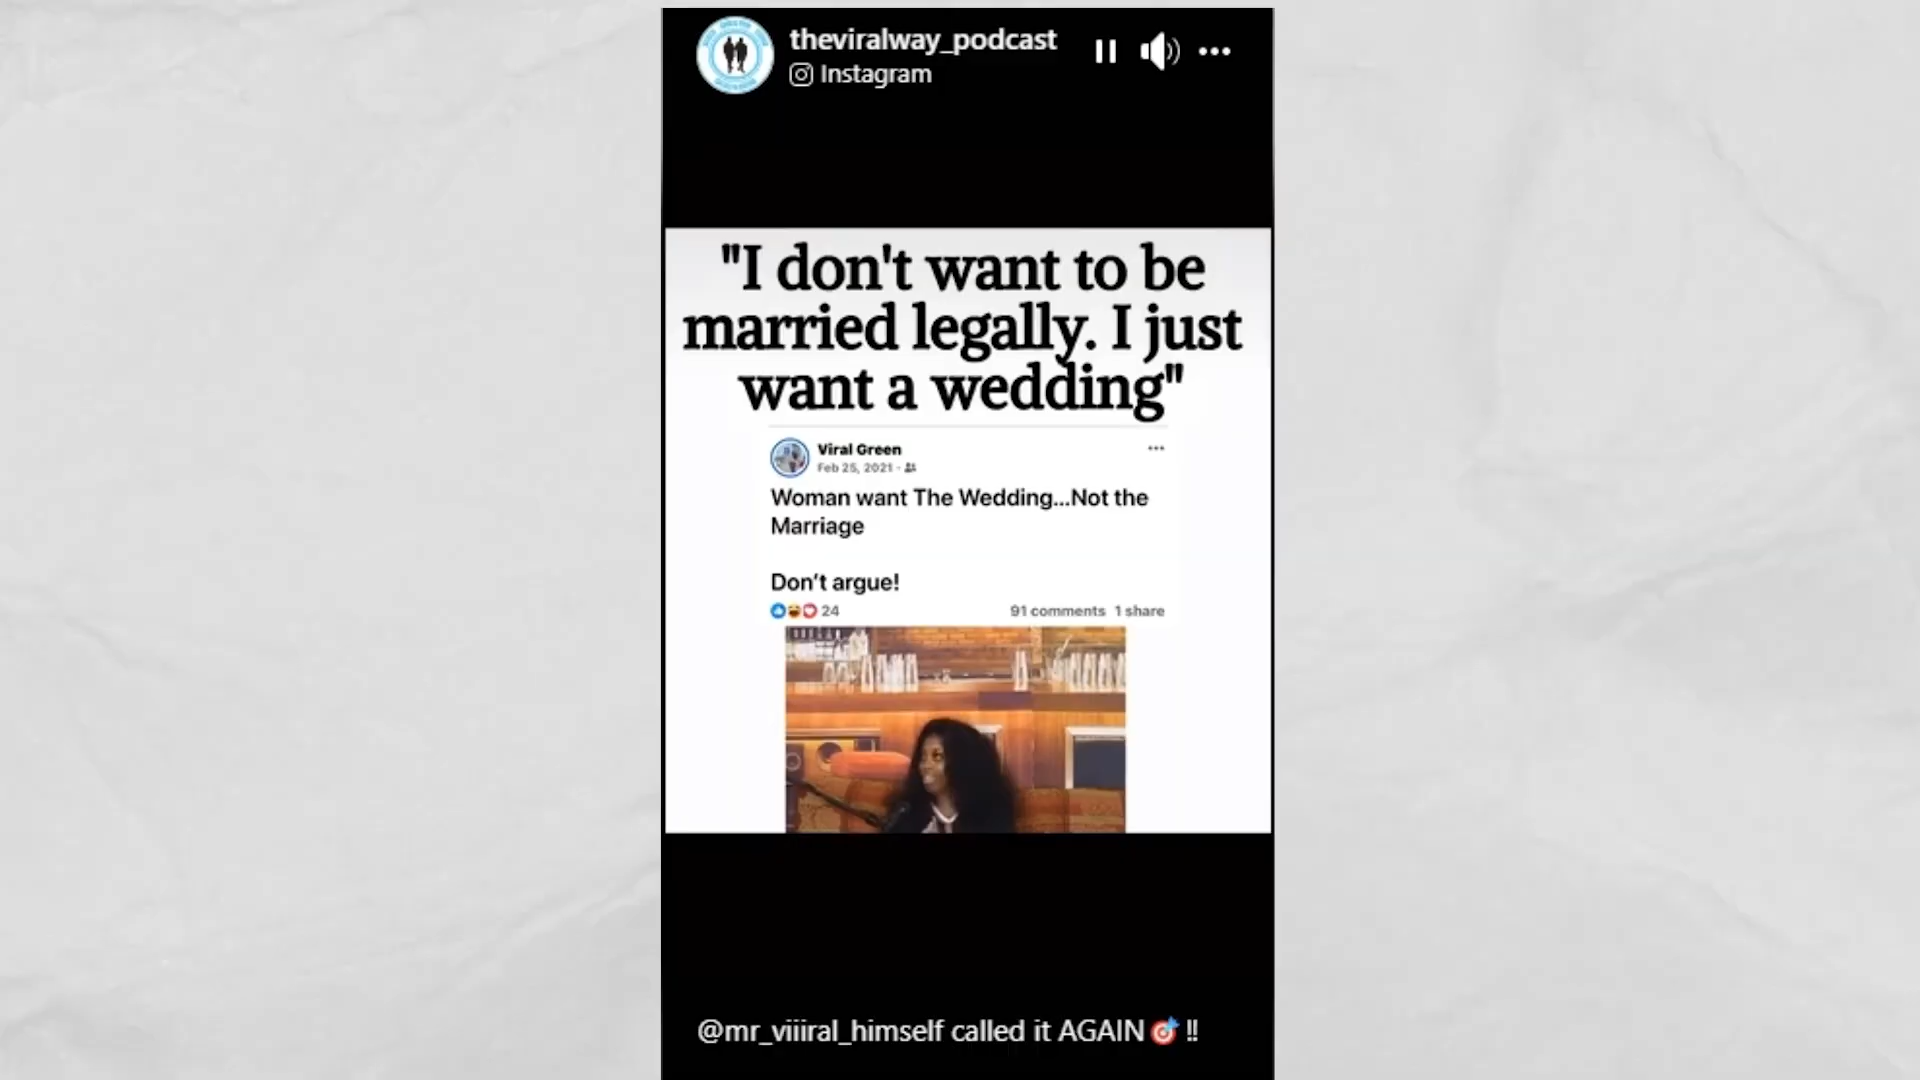 theviralway_podcast
Instagram
"I don't want to be
married legally. I just
want a wedding"
Viral Green
Feb 25, 2021
Woman want The Wedding...Not the
Marriage
Don't argue!
24
91 comments 1 share
@mr_viiiral_himself called it AGAIN🎯‼